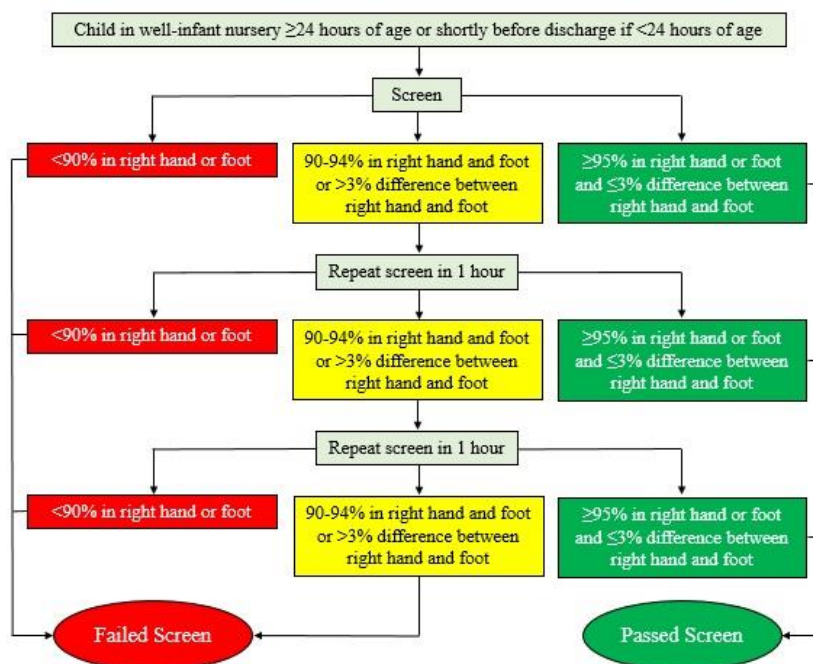 Child in well-infant nursery ≥24 hours of age or shortly before discharge if <24 hours of age
Screen
<90% in right hand or foot
90-94% in right hand and foot
or >3% difference between
right hand and foot
≥95% in right hand or foot
and ≤3% difference between
right hand and foot
Repeat screen in 1 hour
<90% in right hand or foot
90-94% in right hand and foot
or >3% difference between
right hand and foot
≥95% in right hand or foot
and ≤3% difference between
right hand and foot
Repeat screen in 1 hour
<90% in right hand or foot
90-94% in right hand and foot
or >3% difference between
right hand and foot
≥95% in right hand or foot
and ≤3% difference between
right hand and foot
Failed Screen
Passed Screen